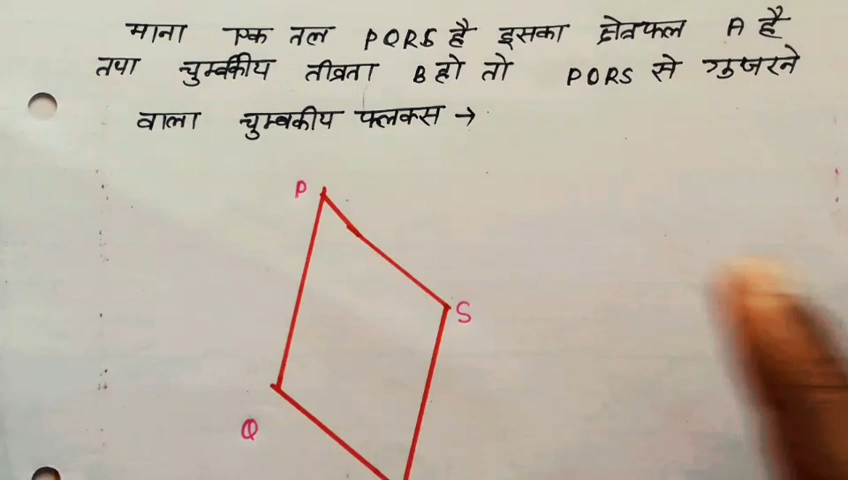 माना एक तल PQRS है इसका क्षेत्रफल A है
तथा चुम्बकीय तीव्रता B हो तो PQRS से गुजरने
वाला चुम्बकीय फ्लक्स →
P
S
Q